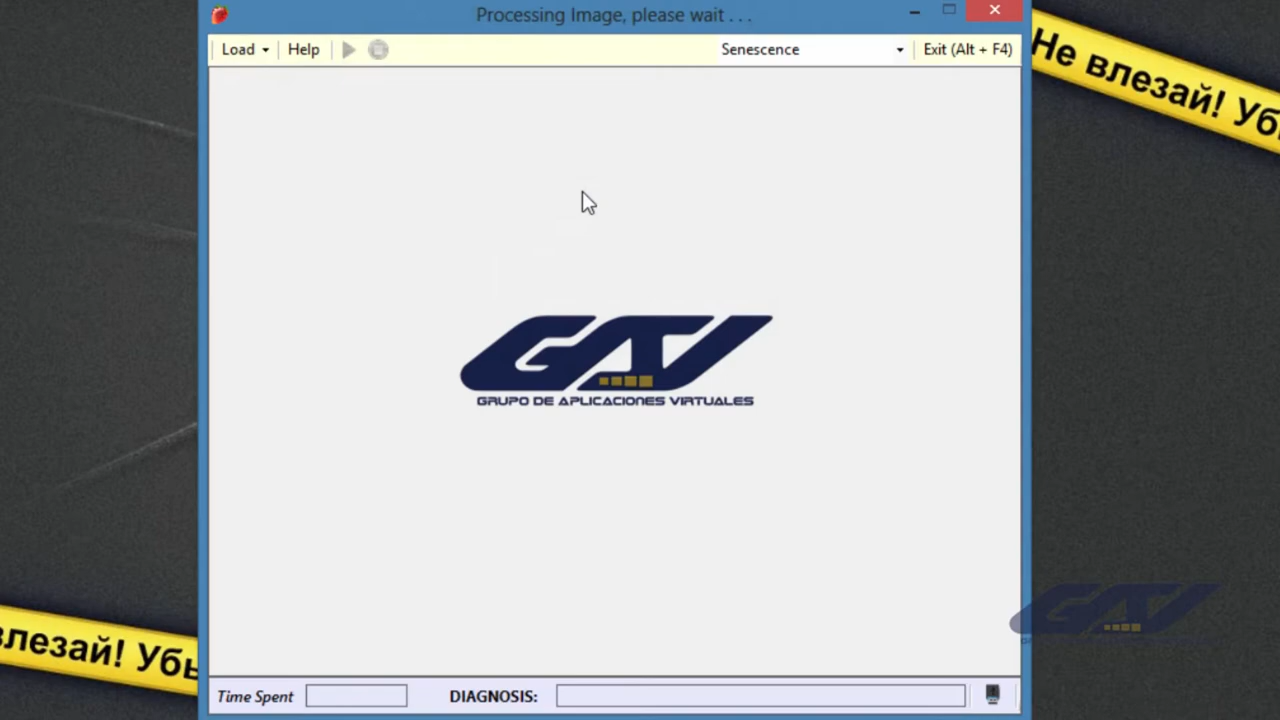 Processing Image, please wait . . .
Load Help Senescence Exit (Alt + F4)
Не влезай! Уб
GAV
GRUPO DE APLICACIONES VIRTUALES
влезай! Убь
GAV
Time Spent DIAGNOSIS: